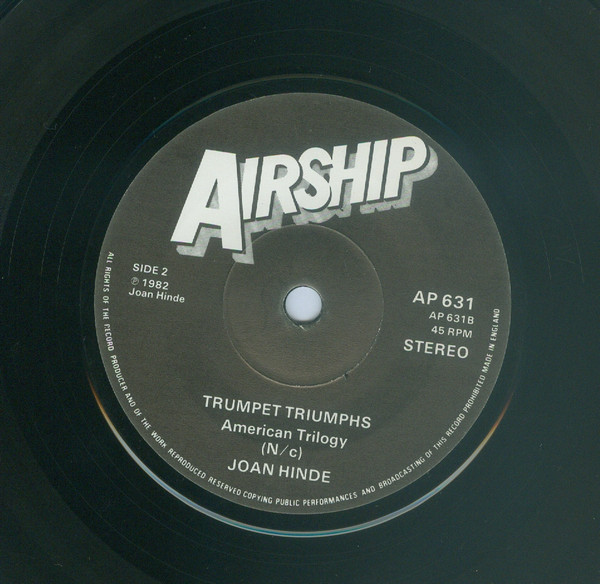 AIRSHIP
SIDE 2
℗ 1982
Joan Hinde
AP 631
AP 631B
45 RPM
STEREO
TRUMPET TRIUMPHS
American Trilogy
(N/c)
JOAN HINDE
ALL RIGHTS OF THE RECORD PRODUCER AND OF THE WORK REPRODUCED RESERVED COPYING PUBLIC PERFORMANCES AND BROADCASTING OF THIS RECORD PROHIBITED MADE IN ENGLAND